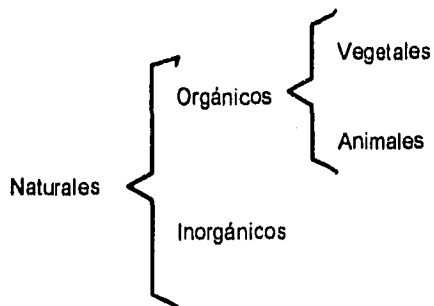 Vegetales
Orgánicos
Animales
Naturales
Inorgánicos